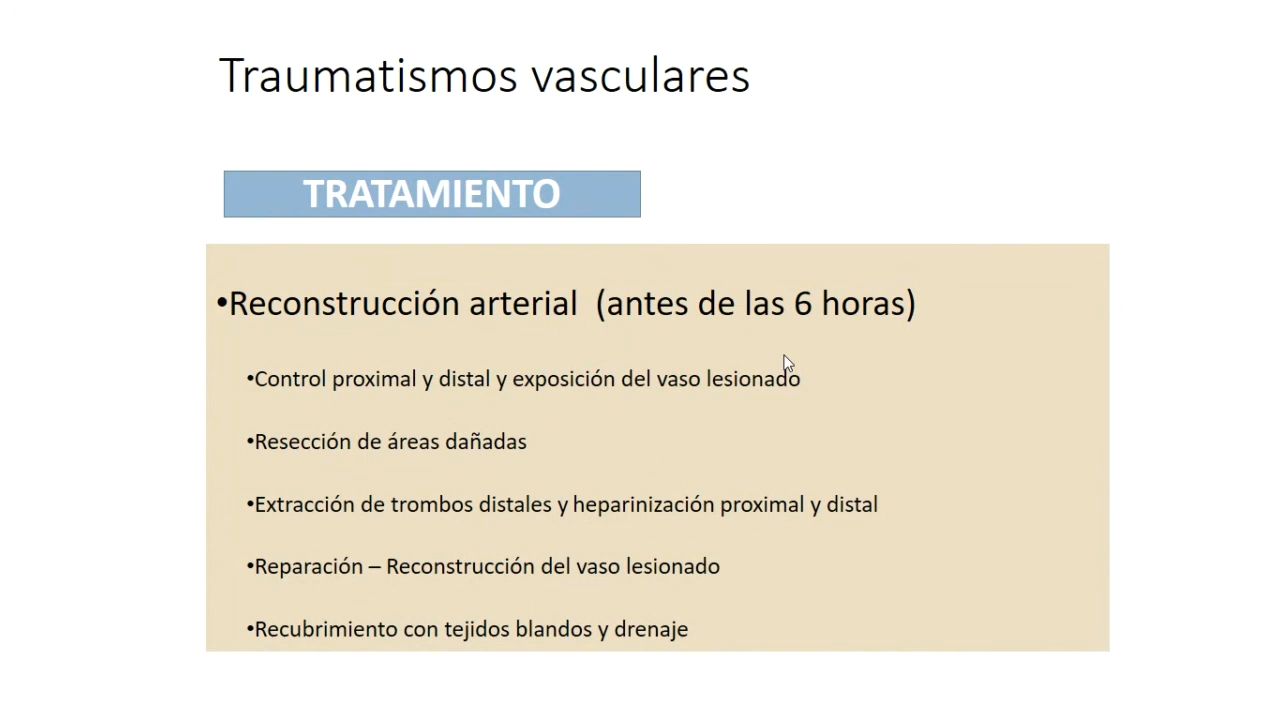 Traumatismos vasculares
TRATAMIENTO
•Reconstrucción arterial (antes de las 6 horas)
•Control proximal y distal y exposición del vaso lesionado
•Resección de áreas dañadas
•Extracción de trombos distales y heparinización proximal y distal
•Reparación – Reconstrucción del vaso lesionado
•Recubrimiento con tejidos blandos y drenaje